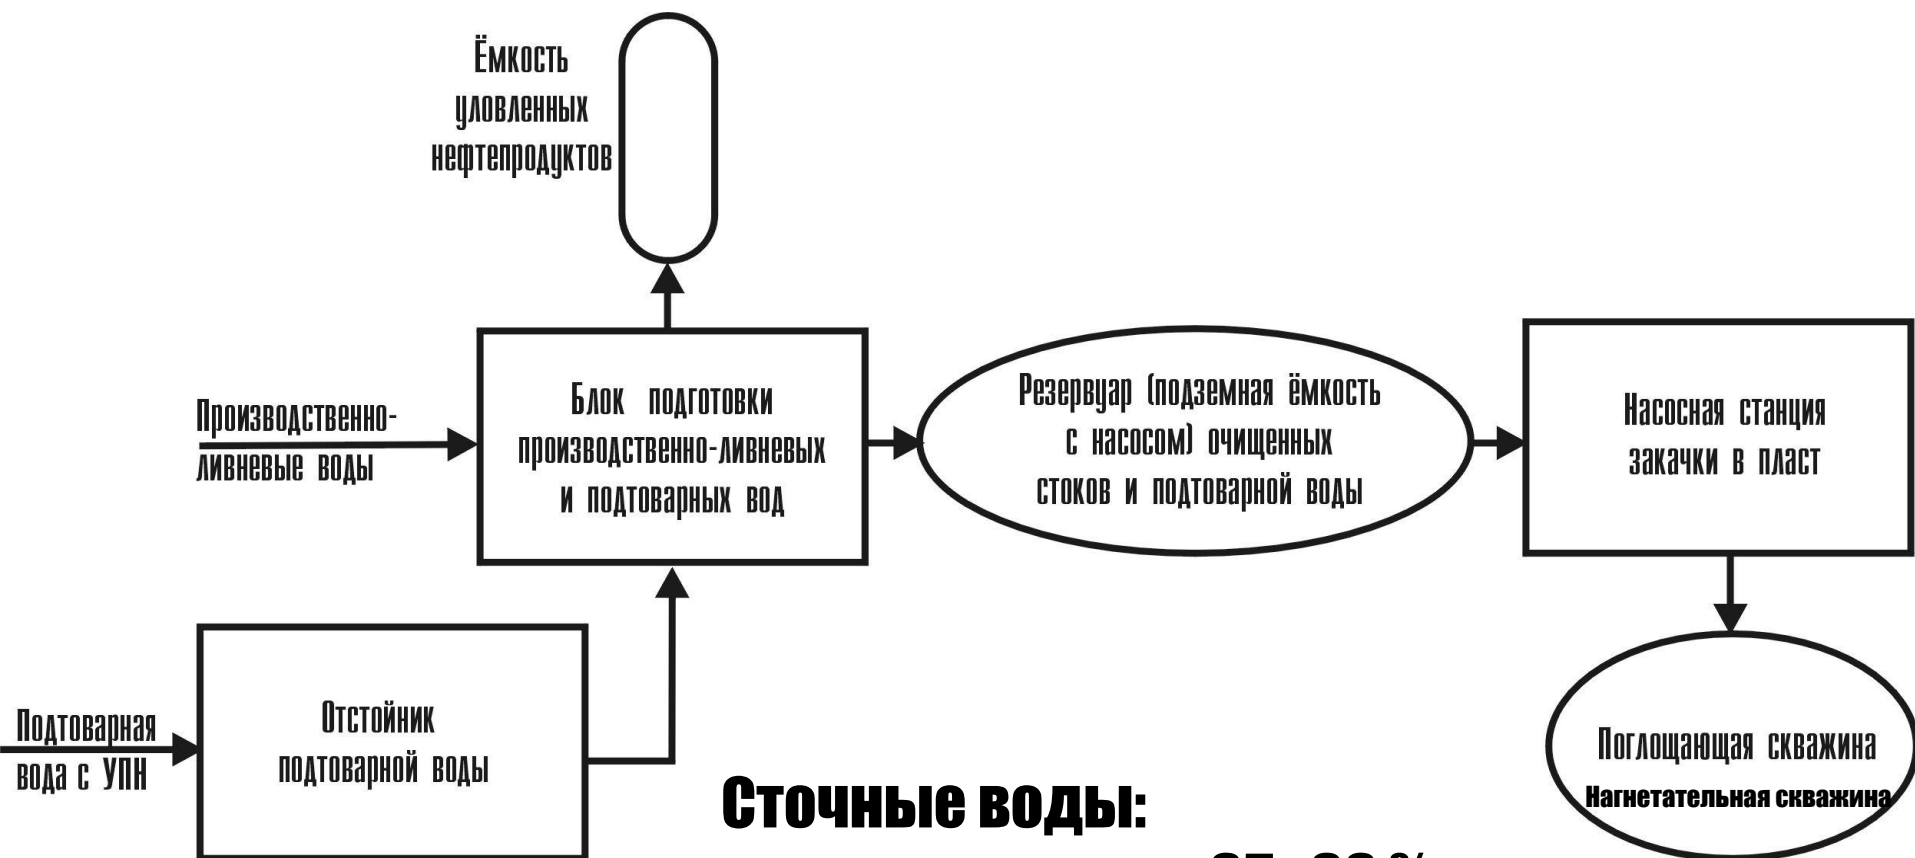 Ёмкость
уловленных
нефтепродуктов
Производственно-
ливневые воды
Блок подготовки
производственно-ливневых
и подтоварных вод
Резервуар (подземная ёмкость
с насосом) очищенных
стоков и подтоварной воды
Насосная станция
закачки в пласт
Подтоварная
вода с УПН
Отстойник
подтоварной воды
Поглощающая скважина
Нагнетательная скважина
Сточные воды: